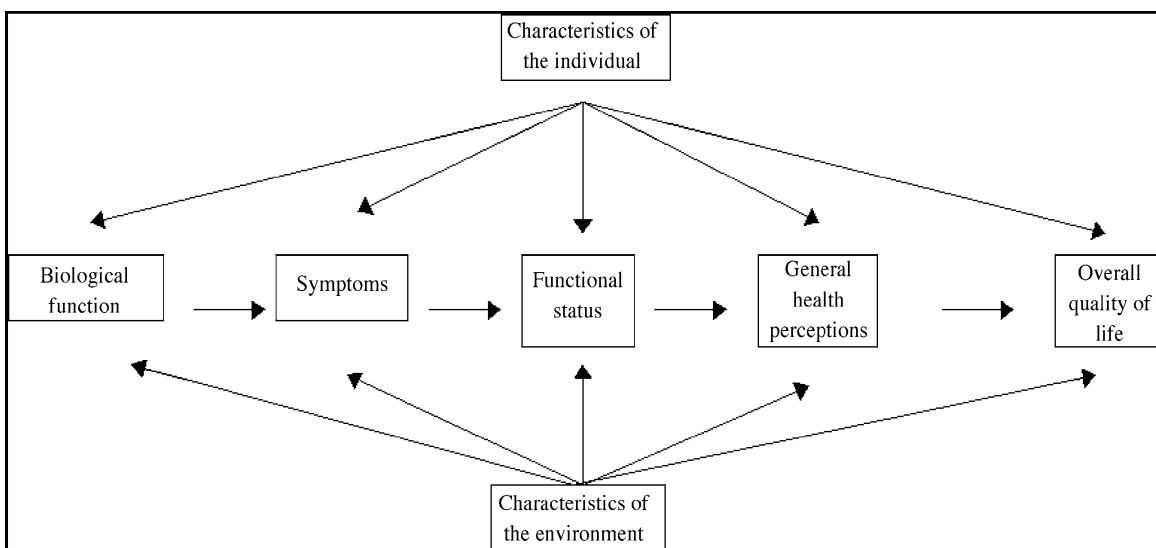 Characteristics of
the individual
Biological
function
Symptoms
Functional
status
General
health
perceptions
Overall
quality of
life
Characteristics of
the environment